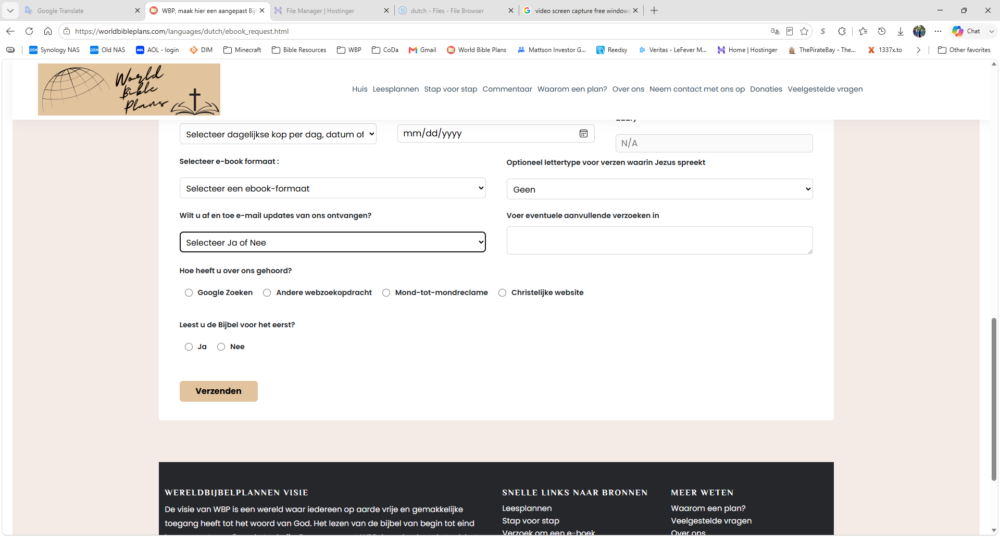 Google Translate
WBP, maak hier een aangepast Bij
File Manager | Hostinger
dutch - Files - File Browser
video screen capture free windows
https://worldbibleplans.com/languages/dutch/ebook_request.html
Chat
Synology NAS
Old NAS
AOL - login
DIM
Minecraft
Bible Resources
WBP
CoDa
Gmail
World Bible Plans
Mattson Investor G...
Reedsy
Veritas - LeFever M...
Home | Hostinger
ThePirateBay - The...
1337x.to
Other favorites
World
Bible
Plans
Huis Leesplannen Stap voor stap Commentaar Waarom een plan? Over ons Neem contact met ons op Donaties Veelgestelde vragen
Selecteer dagelijkse kop per dag, datum of
mm/dd/yyyy
N/A
Selecteer e-book formaat :
Optioneel lettertype voor verzen waarin Jezus spreekt
Selecteer een ebook-formaat
Geen
Wilt u af en toe e-mail updates van ons ontvangen?
Voer eventuele aanvullende verzoeken in
Selecteer Ja of Nee
Hoe heeft u over ons gehoord?
Google Zoeken Andere webzoekopdracht Mond-tot-mondreclame Christelijke website
Leest u de Bijbel voor het eerst?
Ja Nee
Verzenden
WERELDBIJBELPLANNEN VISIE
De visie van WBP is een wereld waar iedereen op aarde vrije en gemakkelijke
toegang heeft tot het woord van God. Het lezen van de bijbel van begin tot eind
SNELLE LINKS NAAR BRONNEN
Leesplannen
Stap voor stap
Verzoek om een e-boek
MEER WETEN
Waarom een plan?
Veelgestelde vragen
Over ons